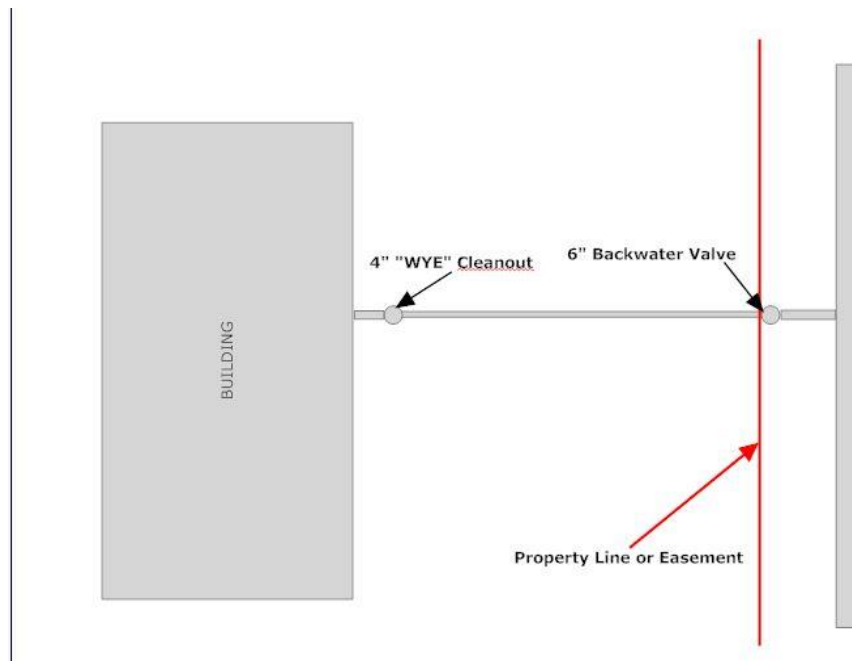 4" "WYE" Cleanout
6" Backwater Valve
BUILDING
Property Line or Easement